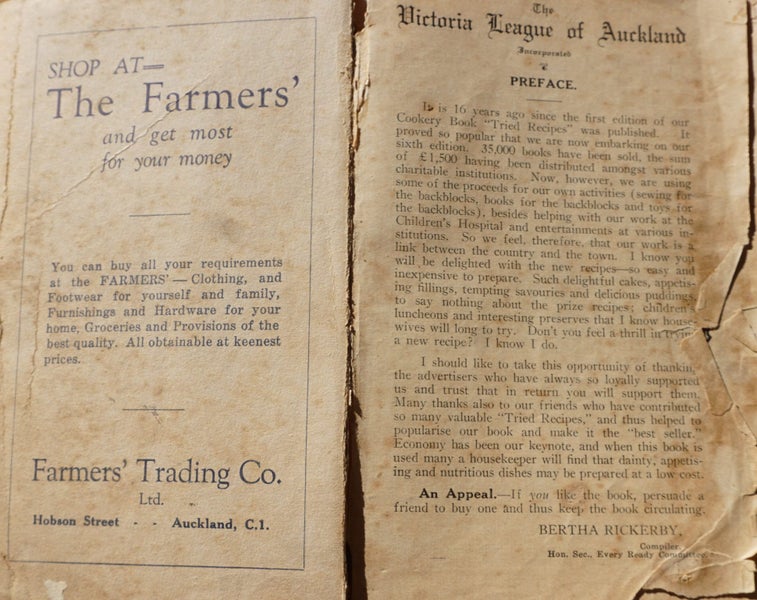 SHOP AT—
The Farmers'
and get most
for your money
You can buy all your requirements
at the FARMERS' — Clothing, and
Footwear for yourself and family,
Furnishings and Hardware for your
home, Groceries and Provisions of the
best quality. All obtainable at keenest
prices.
Farmers' Trading Co.
Ltd.
Hobson Street - - Auckland, C.1.
The
Victoria League of Auckland
Incorporated
PREFACE.
It is 16 years ago since the first edition of our
Cookery Book "Tried Recipes" was published. It
proved so popular that we are now embarking on our
sixth edition. 35,000 books have been sold, the sum
of £1,500 having been distributed amongst various
charitable institutions. Now, however, we are using
some of the proceeds for our own activities (sewing for
the backblocks, books for the backblocks and toys for
the backblocks), besides helping with our work at the
Children's Hospital and entertainments at various in-
stitutions. So we feel, therefore, that our work is a
link between the country and the town. I know you
will be delighted with the new recipes—so easy and
inexpensive to prepare. Such delightful cakes, appetis-
ing fillings, tempting savouries and delicious puddings,
to say nothing about the prize recipes; children's
luncheons and interesting preserves that I know house-
wives will long to try. Don't you feel a thrill in trying
a new recipe? I know I do.
I should like to take this opportunity of thankin
the advertisers who have always so loyally supported
us and trust that in return you will support them.
Many thanks also to our friends who have contributed
so many valuable "Tried Recipes," and thus helped to
popularise our book and make it the "best seller."
Economy has been our keynote, and when this book is
used many a housekeeper will find that dainty, appetis-
ing and nutritious dishes may be prepared at a low cost.
An Appeal.—If you like the book, persuade a
friend to buy one and thus keep the book circulating.
BERTHA RICKERBY,
Compiler.
Hon. Sec., Every Ready Committee.